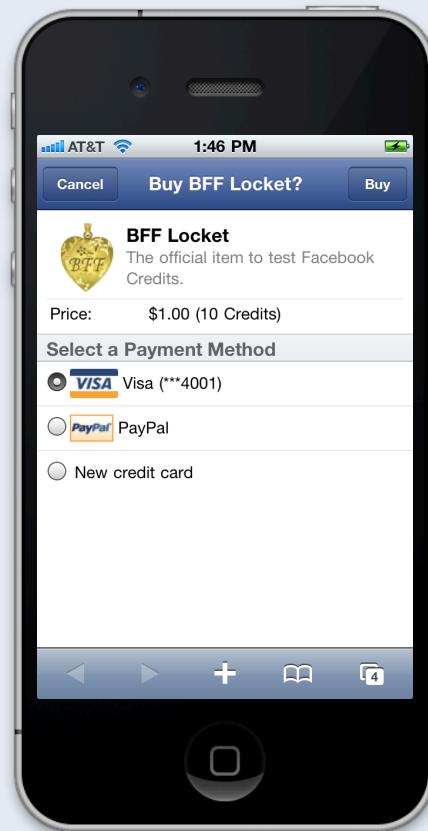 AT&T 1:46 PM
Cancel Buy BFF Locket? Buy
BFF
BFF Locket
The official item to test Facebook
Credits.
Price: $1.00 (10 Credits)
Select a Payment Method
VISA Visa (***4001)
PayPal PayPal
New credit card
4